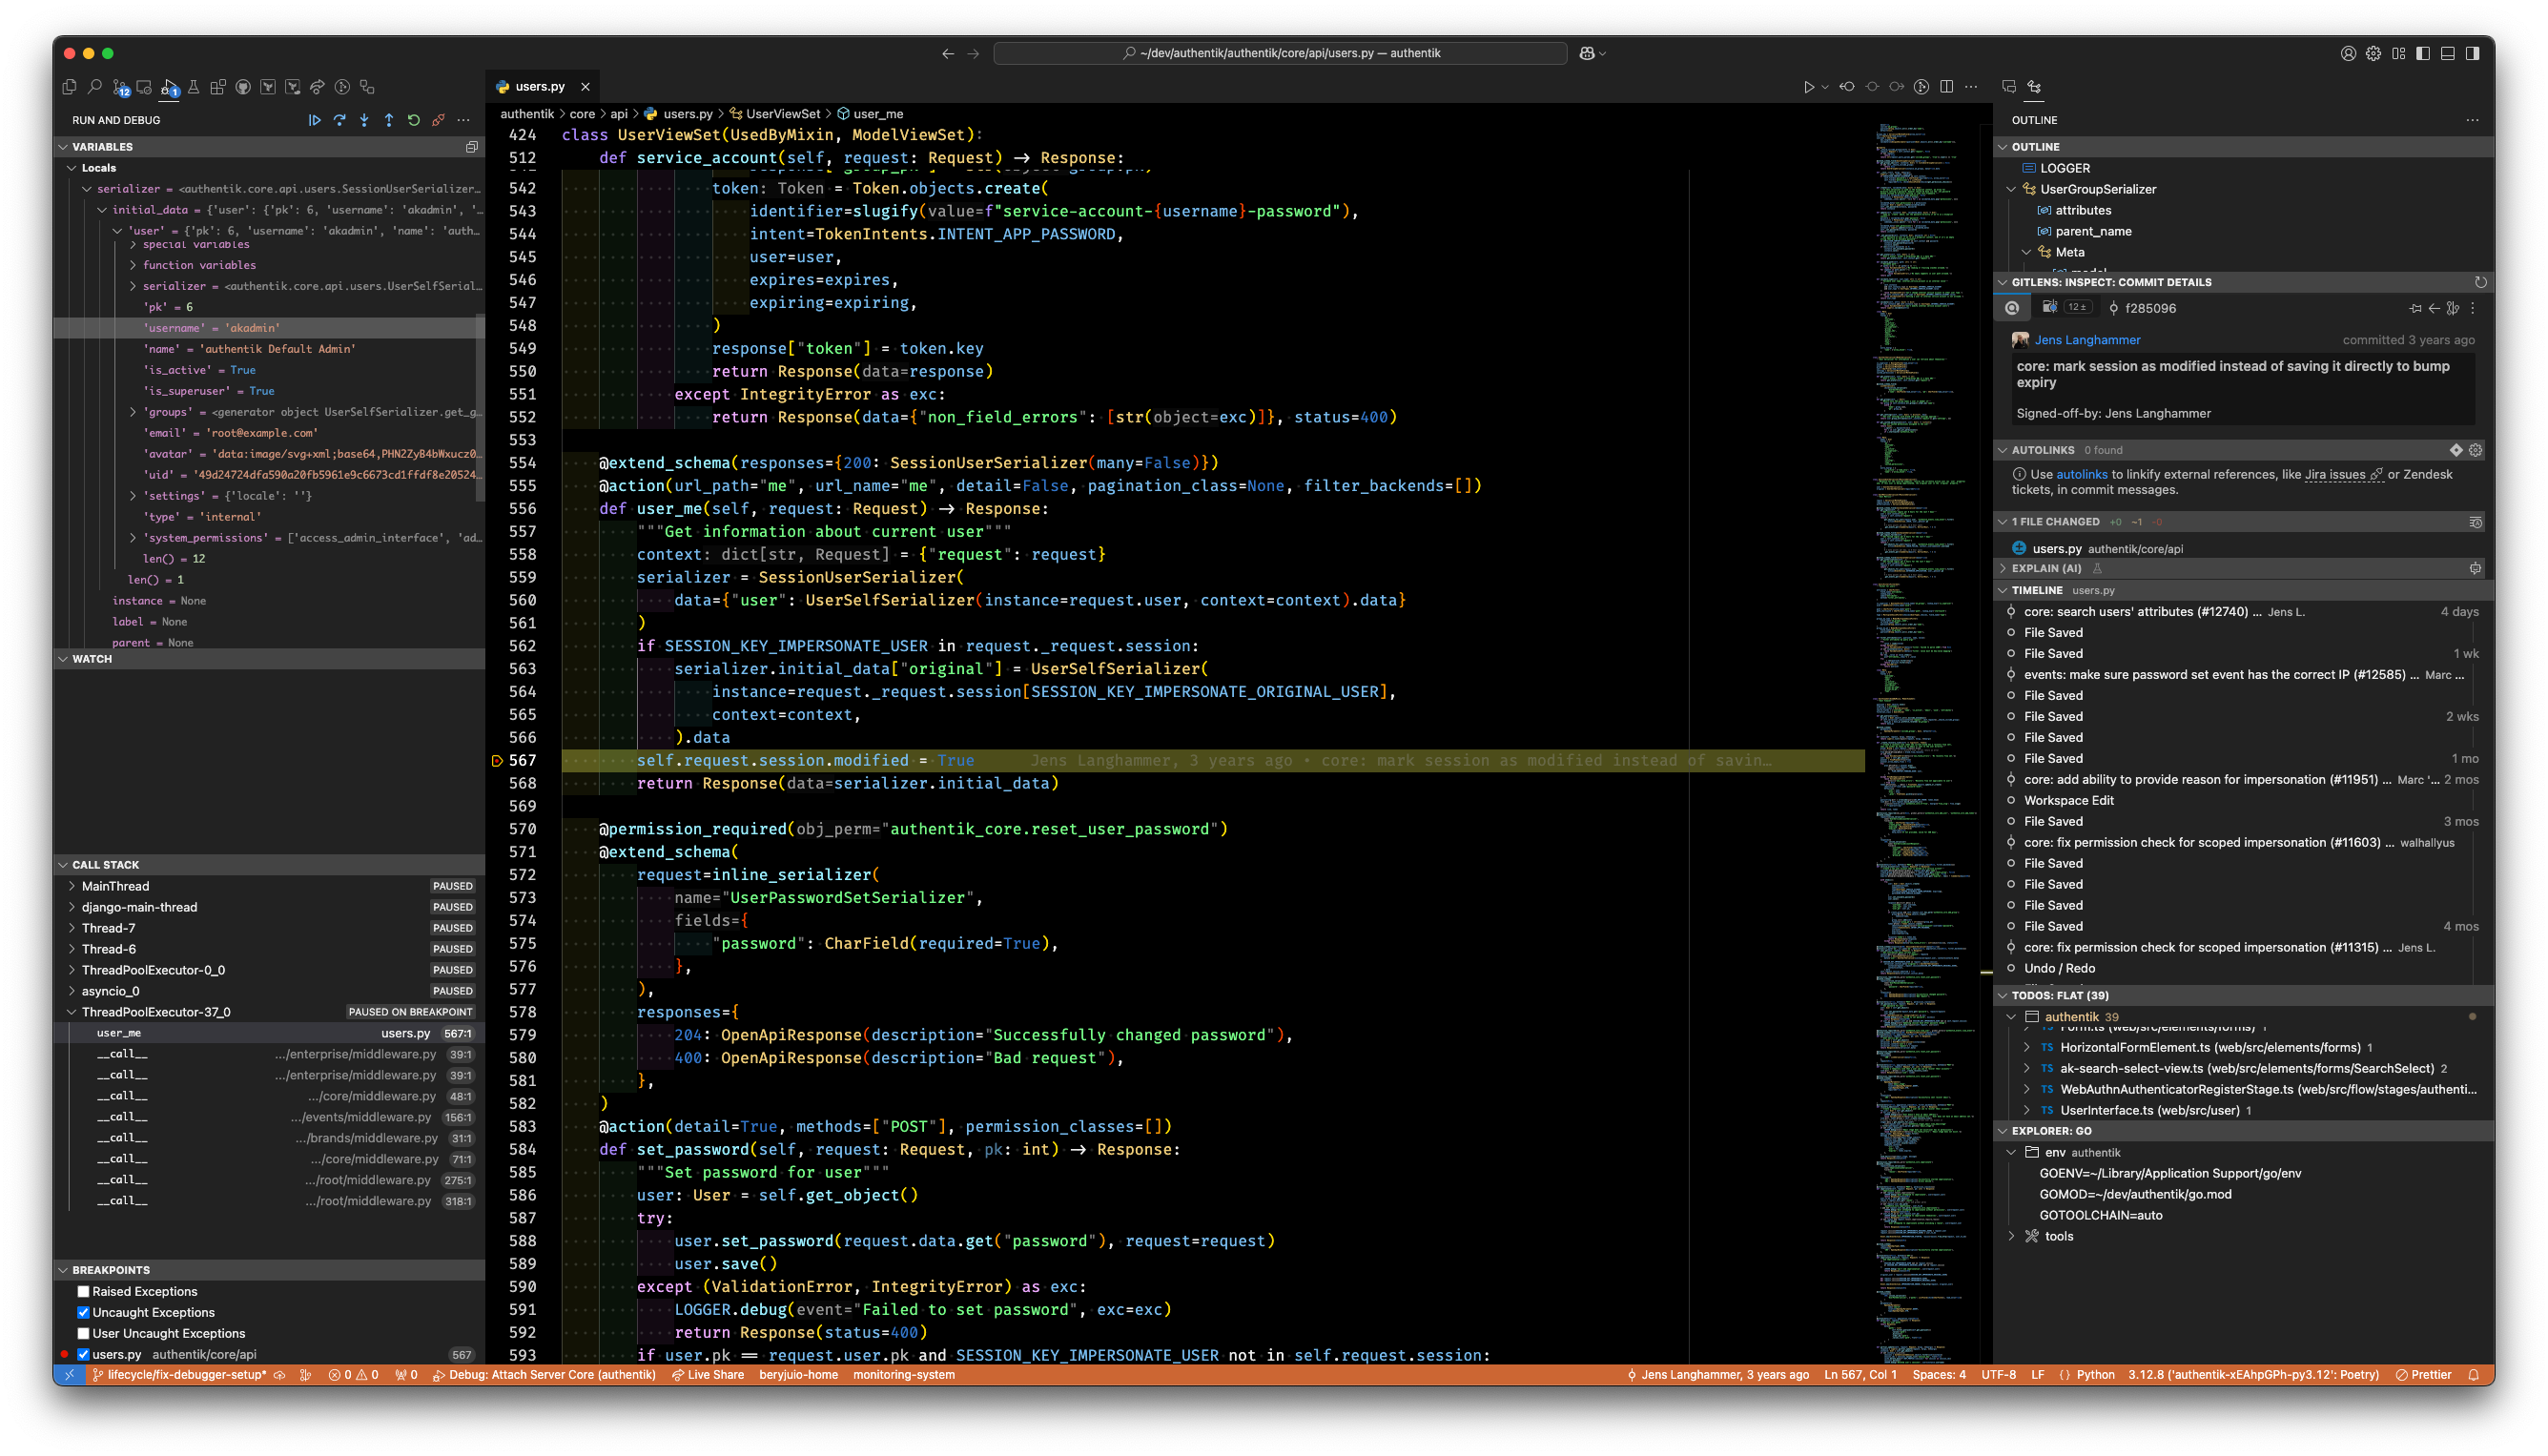 ~/dev/authentik/authentik/core/api/users.py — authentik
12
1
RUN AND DEBUG
VARIABLES
Locals
serializer = <authentik.core.api.users.SessionUserSerializer…
initial_data = {'user': {'pk': 6, 'username': 'akadmin', '…
'user' = {'pk': 6, 'username': 'akadmin', 'name': 'auth…
special variables
function variables
serializer = <authentik.core.api.users.UserSelfSerial…
'pk' = 6
'username' = 'akadmin'
'name' = 'authentik Default Admin'
'is_active' = True
'is_superuser' = True
'groups' = <generator object UserSelfSerializer.get_g…
'email' = 'root@example.com'
'avatar' = 'data:image/svg+xml;base64,PHN2ZyB4bWxucz0…
'uid' = '49d24724dfa590a20fb5961e9c6673cd1ffdf8e20524…
'settings' = {'locale': ''}
'type' = 'internal'
'system_permissions' = ['access_admin_interface', 'ad…
len() = 12
len() = 1
instance = None
label = None
parent = None
WATCH
CALL STACK
MainThread PAUSED
django-main-thread PAUSED
Thread-7 PAUSED
Thread-6 PAUSED
ThreadPoolExecutor-0_0 PAUSED
asyncio_0 PAUSED
ThreadPoolExecutor-37_0 PAUSED ON BREAKPOINT
user_me users.py 567:1
__call__ …/enterprise/middleware.py 39:1
__call__ …/enterprise/middleware.py 39:1
__call__ …/core/middleware.py 48:1
__call__ …/events/middleware.py 156:1
__call__ …/brands/middleware.py 31:1
__call__ …/core/middleware.py 71:1
__call__ …/root/middleware.py 275:1
__call__ …/root/middleware.py 318:1
BREAKPOINTS
Raised Exceptions
Uncaught Exceptions
User Uncaught Exceptions
users.py authentik/core/api 567
users.py
authentik > core > api > users.py > UserViewSet > user_me
424 class UserViewSet(UsedByMixin, ModelViewSet):
512 def service_account(self, request: Request) -> Response:
542 token: Token = Token.objects.create(
543 identifier=slugify(value=f"service-account-{username}-password"),
544 intent=TokenIntents.INTENT_APP_PASSWORD,
545 user=user,
546 expires=expires,
547 expiring=expiring,
548 )
549 response["token"] = token.key
550 return Response(data=response)
551 except IntegrityError as exc:
552 return Response(data={"non_field_errors": [str(object=exc)]}, status=400)
553
554 @extend_schema(responses={200: SessionUserSerializer(many=False)})
555 @action(url_path="me", url_name="me", detail=False, pagination_class=None, filter_backends=[])
556 def user_me(self, request: Request) -> Response:
557 """Get information about current user"""
558 context: dict[str, Request] = {"request": request}
559 serializer = SessionUserSerializer(
560 data={"user": UserSelfSerializer(instance=request.user, context=context).data}
561 )
562 if SESSION_KEY_IMPERSONATE_USER in request._request.session:
563 serializer.initial_data["original"] = UserSelfSerializer(
564 instance=request._request.session[SESSION_KEY_IMPERSONATE_ORIGINAL_USER],
565 context=context,
566 ).data
567 self.request.session.modified = True Jens Langhammer, 3 years ago • core: mark session as modified instead of savin…
568 return Response(data=serializer.initial_data)
569
570 @permission_required(obj_perm="authentik_core.reset_user_password")
571 @extend_schema(
572 request=inline_serializer(
573 name="UserPasswordSetSerializer",
574 fields={
575 "password": CharField(required=True),
576 },
577 ),
578 responses={
579 204: OpenApiResponse(description="Successfully changed password"),
580 400: OpenApiResponse(description="Bad request"),
581 },
582 )
583 @action(detail=True, methods=["POST"], permission_classes=[])
584 def set_password(self, request: Request, pk: int) -> Response:
585 """Set password for user"""
586 user: User = self.get_object()
587 try:
588 user.set_password(request.data.get("password"), request=request)
589 user.save()
590 except (ValidationError, IntegrityError) as exc:
591 LOGGER.debug(event="Failed to set password", exc=exc)
592 return Response(status=400)
593 if user.pk == request.user.pk and SESSION_KEY_IMPERSONATE_USER not in self.request.session:
OUTLINE
OUTLINE
LOGGER
UserGroupSerializer
attributes
parent_name
Meta
model
GITLENS: INSPECT: COMMIT DETAILS
12 ± f285096
Jens Langhammer committed 3 years ago
core: mark session as modified instead of saving it directly to bump
expiry
Signed-off-by: Jens Langhammer
AUTOLINKS 0 found
Use autolinks to linkify external references, like Jira issues or Zendesk
tickets, in commit messages.
1 FILE CHANGED +0 ~1 -0
users.py authentik/core/api
EXPLAIN (AI)
TIMELINE users.py
core: search users' attributes (#12740) … Jens L. 4 days
File Saved
File Saved 1 wk
events: make sure password set event has the correct IP (#12585) … Marc …
File Saved
File Saved 2 wks
File Saved
File Saved 1 mo
core: add ability to provide reason for impersonation (#11951) … Marc '… 2 mos
Workspace Edit
File Saved 3 mos
core: fix permission check for scoped impersonation (#11603) … walhallyus
File Saved
File Saved
File Saved
File Saved 4 mos
core: fix permission check for scoped impersonation (#11315) … Jens L.
Undo / Redo
TODOS: FLAT (39)
authentik 39
TS Form.ts (web/src/elements/forms) 1
TS HorizontalFormElement.ts (web/src/elements/forms) 1
TS ak-search-select-view.ts (web/src/elements/forms/SearchSelect) 2
TS WebAuthnAuthenticatorRegisterStage.ts (web/src/flow/stages/authenti…
TS UserInterface.ts (web/src/user) 1
EXPLORER: GO
env authentik
GOENV=~/Library/Application Support/go/env
GOMOD=~/dev/authentik/go.mod
GOTOOLCHAIN=auto
tools
lifecycle/fix-debugger-setup* 0 0 0 Debug: Attach Server Core (authentik) Live Share beryjuio-home monitoring-system Jens Langhammer, 3 years ago Ln 567, Col 1 Spaces: 4 UTF-8 LF {} Python 3.12.8 ('authentik-xEAhpGPh-py3.12': Poetry) Prettier